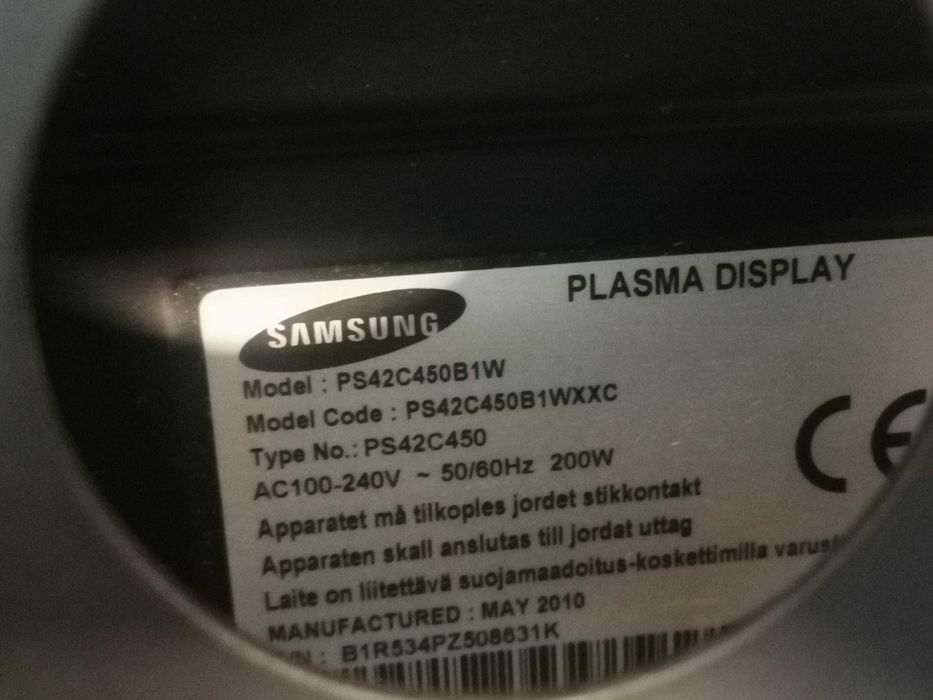 PLASMA DISPLAY
SAMSUNG
Model : PS42C450B1W
Model Code : PS42C450B1WXXC
Type No.: PS42C450
AC100-240V ~ 50/60Hz 200W
CE
Apparatet må tilkoples jordet stikkontakt
Apparaten skall anslutas till jordat uttag
Laite on liitettävä suojamaadoitus-koskettimilla
MANUFACTURED : MAY 2010
B1R534PZ508631K